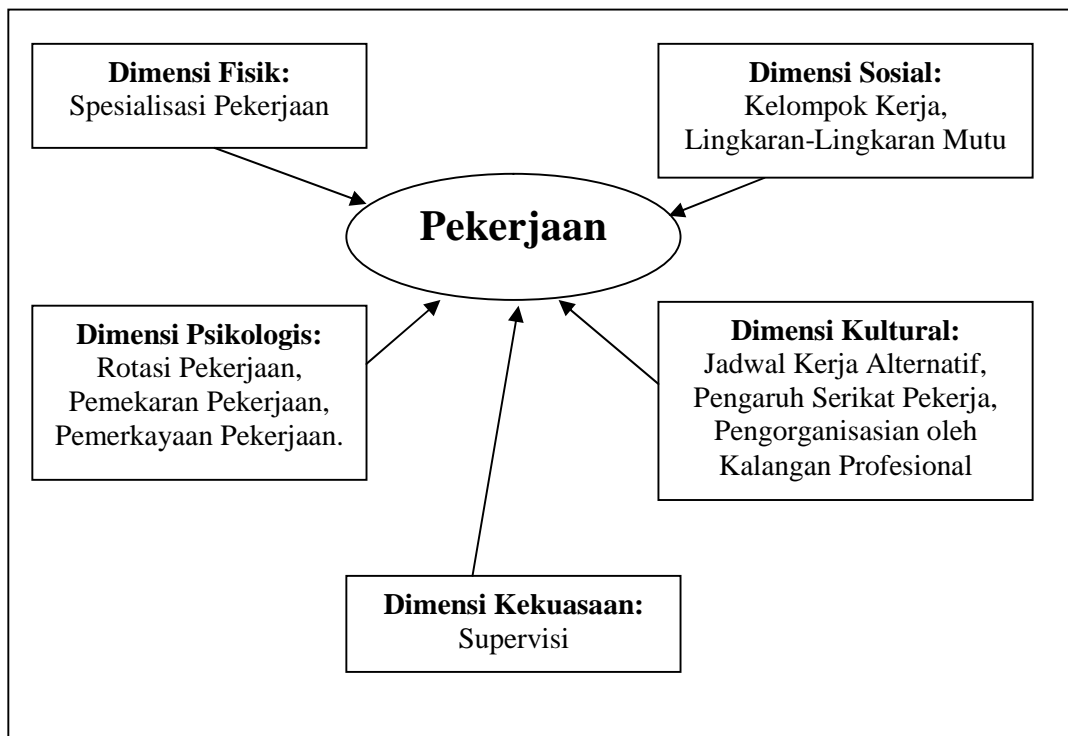 Dimensi Fisik:
Spesialisasi Pekerjaan
Dimensi Sosial:
Kelompok Kerja,
Lingkaran-Lingkaran Mutu
Pekerjaan
Dimensi Psikologis:
Rotasi Pekerjaan,
Pemekaran Pekerjaan,
Pemerkayaan Pekerjaan.
Dimensi Kultural:
Jadwal Kerja Alternatif,
Pengaruh Serikat Pekerja,
Pengorganisasian oleh
Kalangan Profesional
Dimensi Kekuasaan:
Supervisi